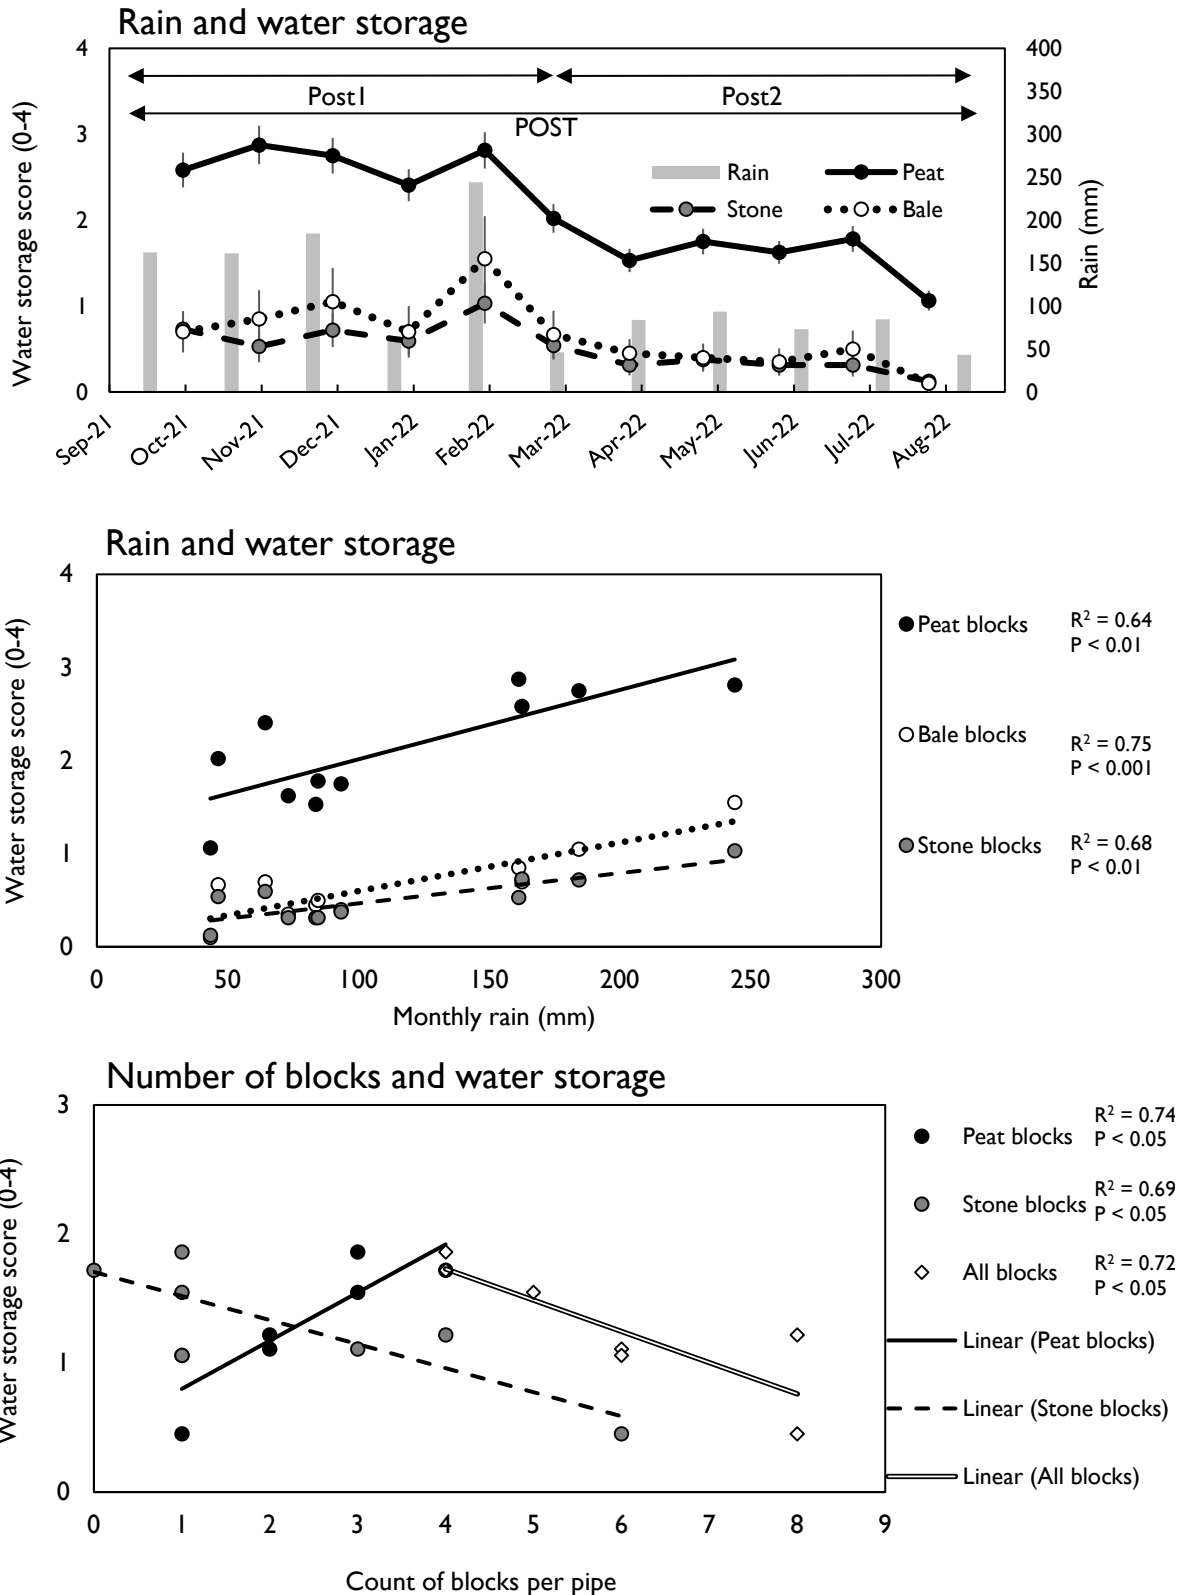 Rain and water storage
4
3
2
1
0
Water storage score (0-4)
400
350
300
250
200
150
100
50
0
Rain (mm)
Post1
Post2
POST
Rain
Peat
Stone
Bale
Sep-21
Oct-21
Nov-21
Dec-21
Jan-22
Feb-22
Mar-22
Apr-22
May-22
Jun-22
Jul-22
Aug-22
Rain and water storage
4
3
2
1
0
Water storage score (0-4)
0
50
100
150
200
250
300
Monthly rain (mm)
Peat blocks
R² = 0.64
P < 0.01
Bale blocks
R² = 0.75
P < 0.001
Stone blocks
R² = 0.68
P < 0.01
Number of blocks and water storage
3
2
1
0
Water storage score (0-4)
0
1
2
3
4
5
6
7
8
9
Count of blocks per pipe
Peat blocks
R² = 0.74
P < 0.05
Stone blocks
R² = 0.69
P < 0.05
All blocks
R² = 0.72
P < 0.05
Linear (Peat blocks)
Linear (Stone blocks)
Linear (All blocks)